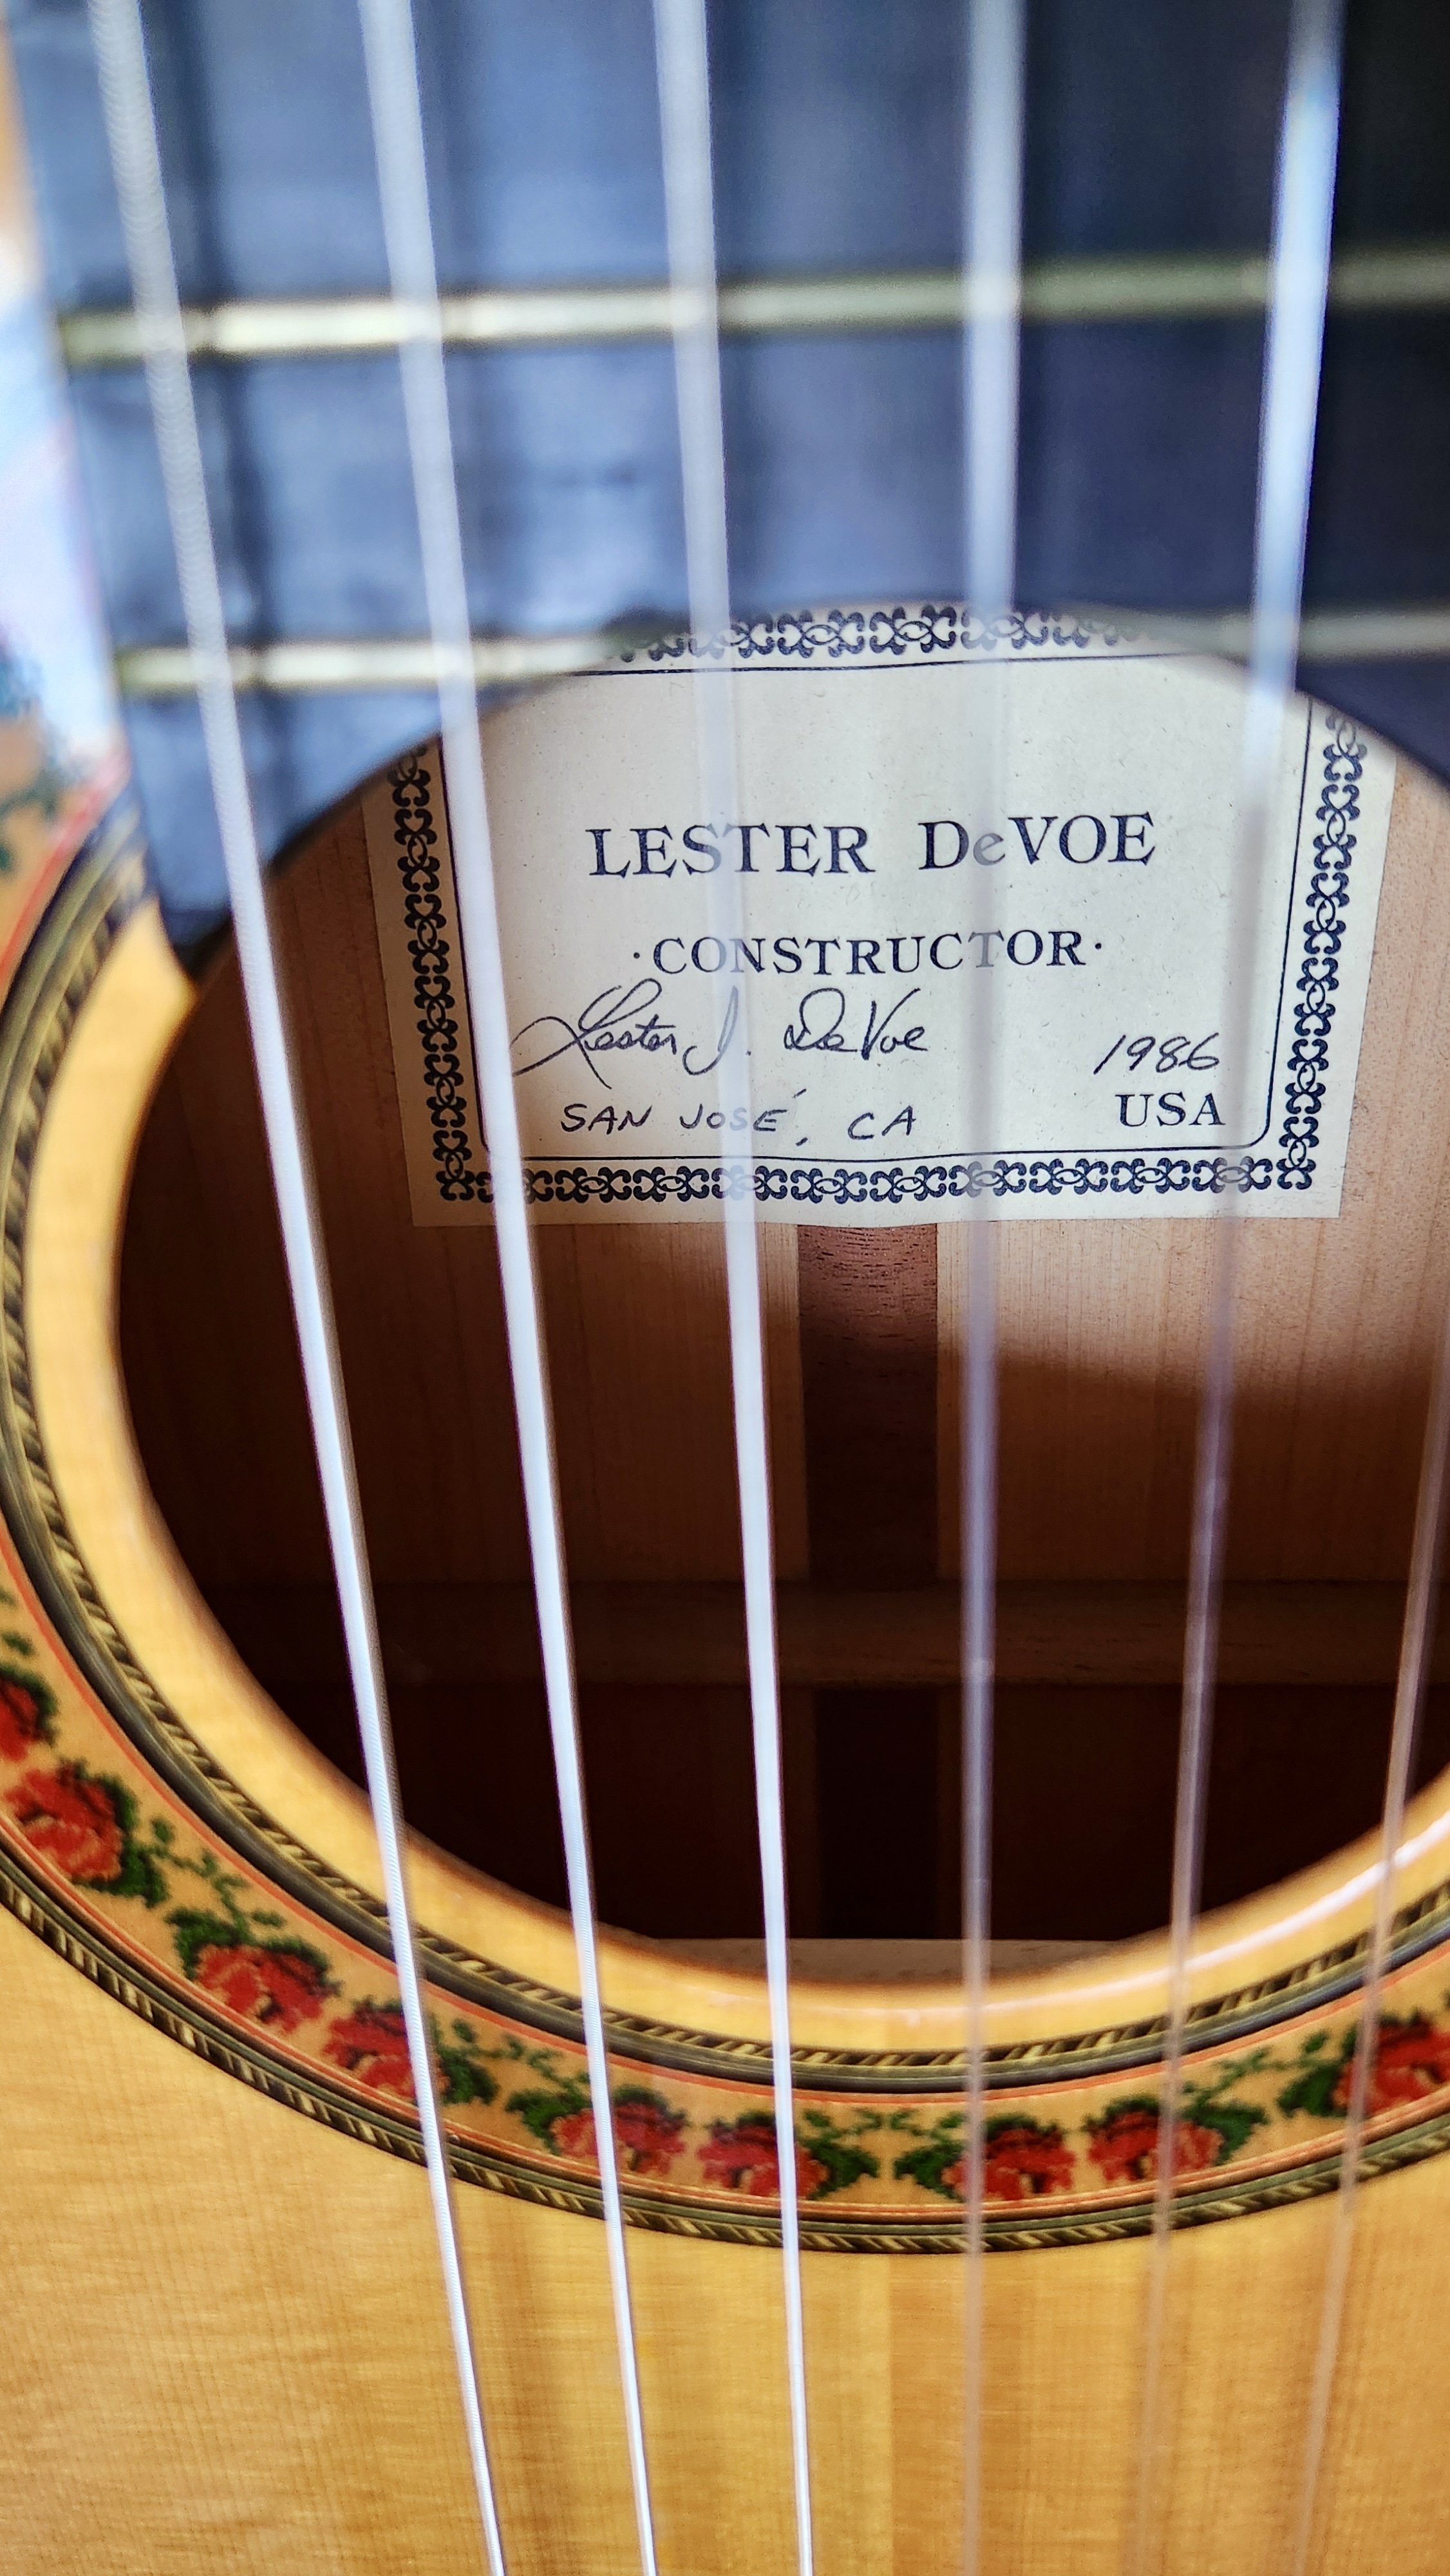 LESTER DeVOE
·CONSTRUCTOR·
Lester J. DeVoe 1986
SAN JOSÉ, CA USA